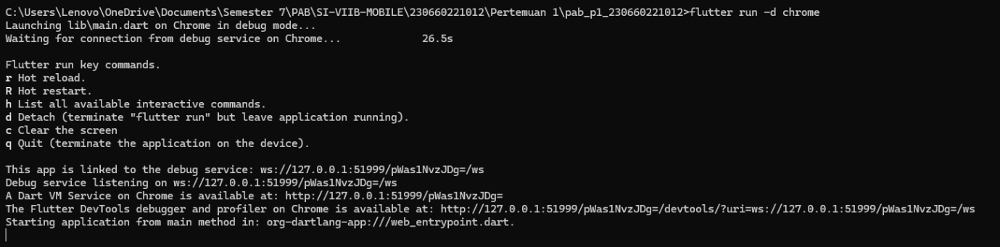 C:\Users\Lenovo\OneDrive\Documents\Semester 7\PAB\SI-VIIB-MOBILE\230660221012\Pertemuan 1\pab_p1_230660221012>flutter run -d chrome
Launching lib\main.dart on Chrome in debug mode...
Waiting for connection from debug service on Chrome...             26.5s
Flutter run key commands.
r Hot reload.
R Hot restart.
h List all available interactive commands.
d Detach (terminate "flutter run" but leave application running).
c Clear the screen
q Quit (terminate the application on the device).
This app is linked to the debug service: ws://127.0.0.1:51999/pWas1NvzJDg=/ws
Debug service listening on ws://127.0.0.1:51999/pWas1NvzJDg=/ws
A Dart VM Service on Chrome is available at: http://127.0.0.1:51999/pWas1NvzJDg=
The Flutter DevTools debugger and profiler on Chrome is available at: http://127.0.0.1:51999/pWas1NvzJDg=/devtools/?uri=ws://127.0.0.1:51999/pWas1NvzJDg=/ws
Starting application from main method in: org-dartlang-app:///web_entrypoint.dart.